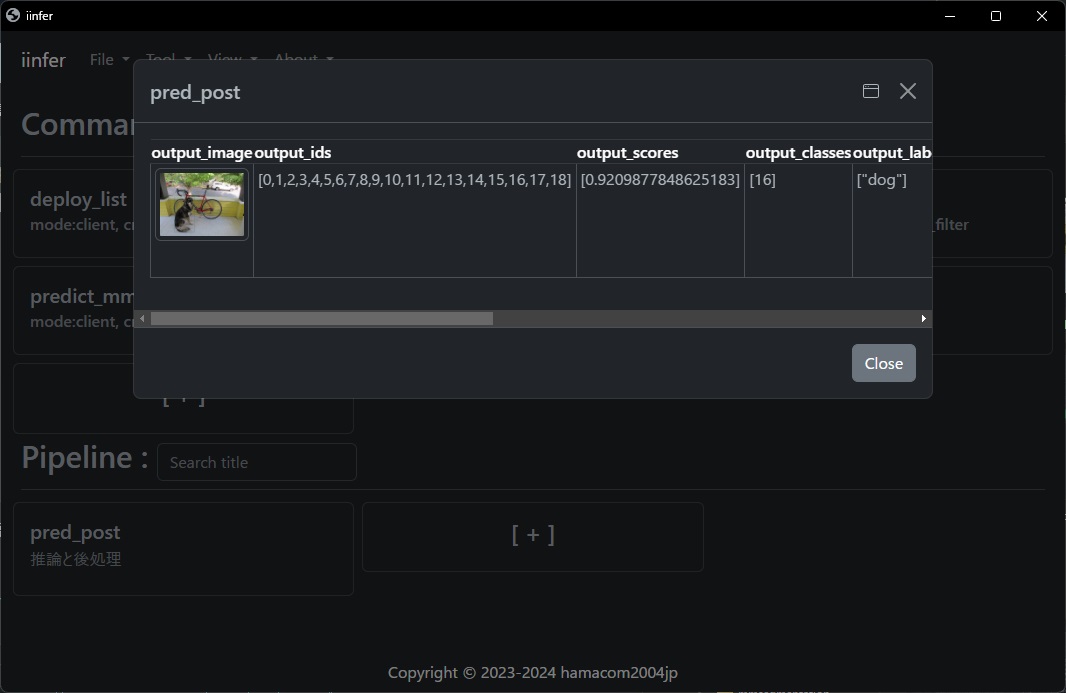 iinfer
iinfer File Tool View About
pred_post
Comma
output_image output_ids output_scores output_classes output_lab
[0,1,2,3,4,5,6,7,8,9,10,11,12,13,14,15,16,17,18] [0.9209877848625183] [16] ["dog"]
deploy_list
mode:client, c _filter
predict_mm
mode:client, c
Close
[ + ]
Pipeline : Search title
pred_post
推論と後処理
[ + ]
Copyright © 2023-2024 hamacom2004jp